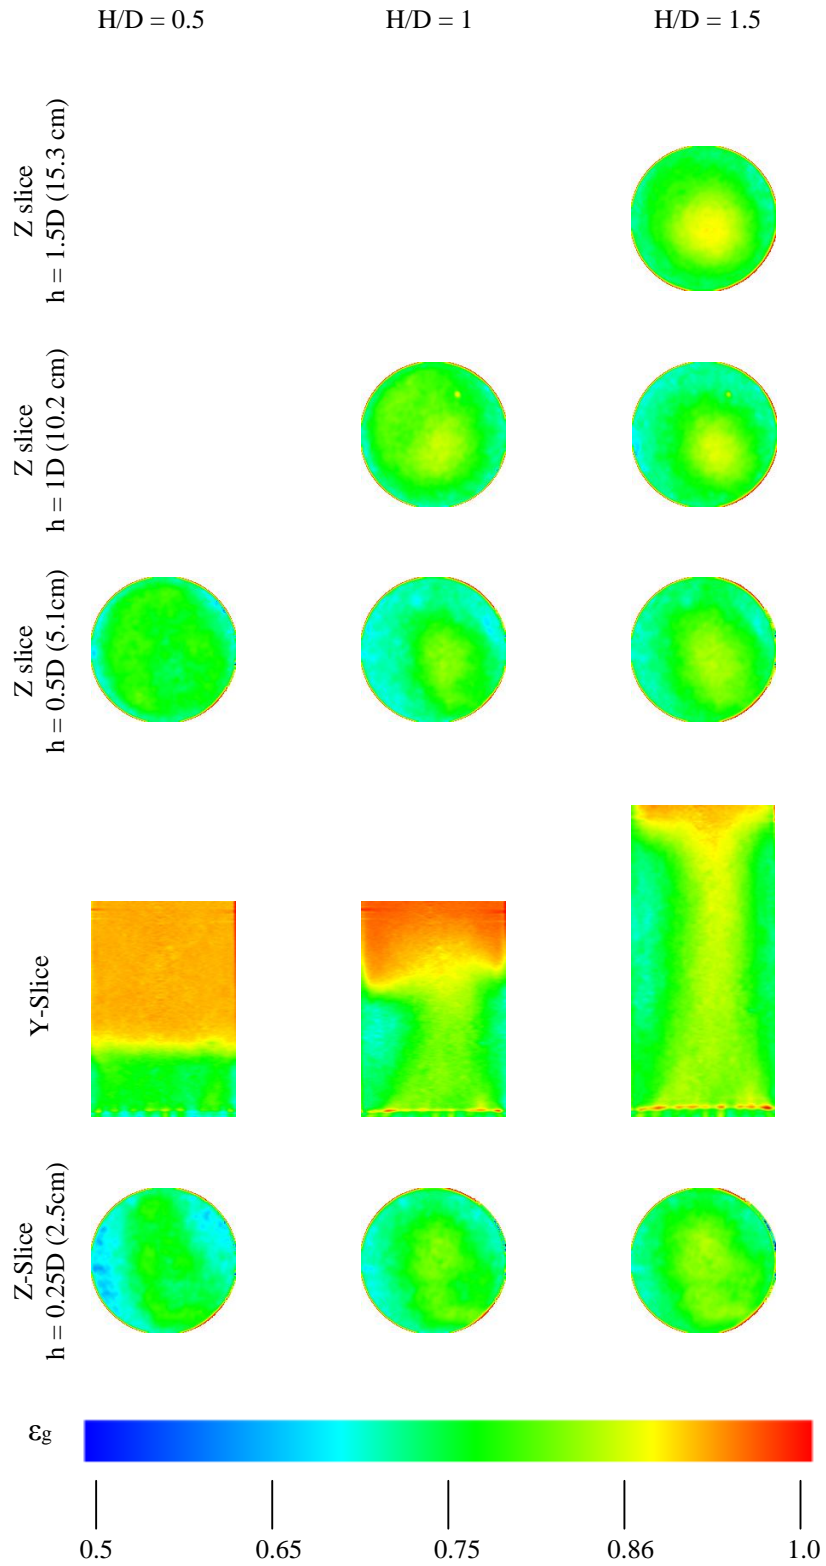 H/D = 0.5
H/D = 1
H/D = 1.5
Z slice
h = 1.5D (15.3 cm)
Z slice
h = 1D (10.2 cm)
Z slice
h = 0.5D (5.1cm)
Y-Slice
Z-Slice
h = 0.25D (2.5cm)
εg
0.5
0.65
0.75
0.86
1.0